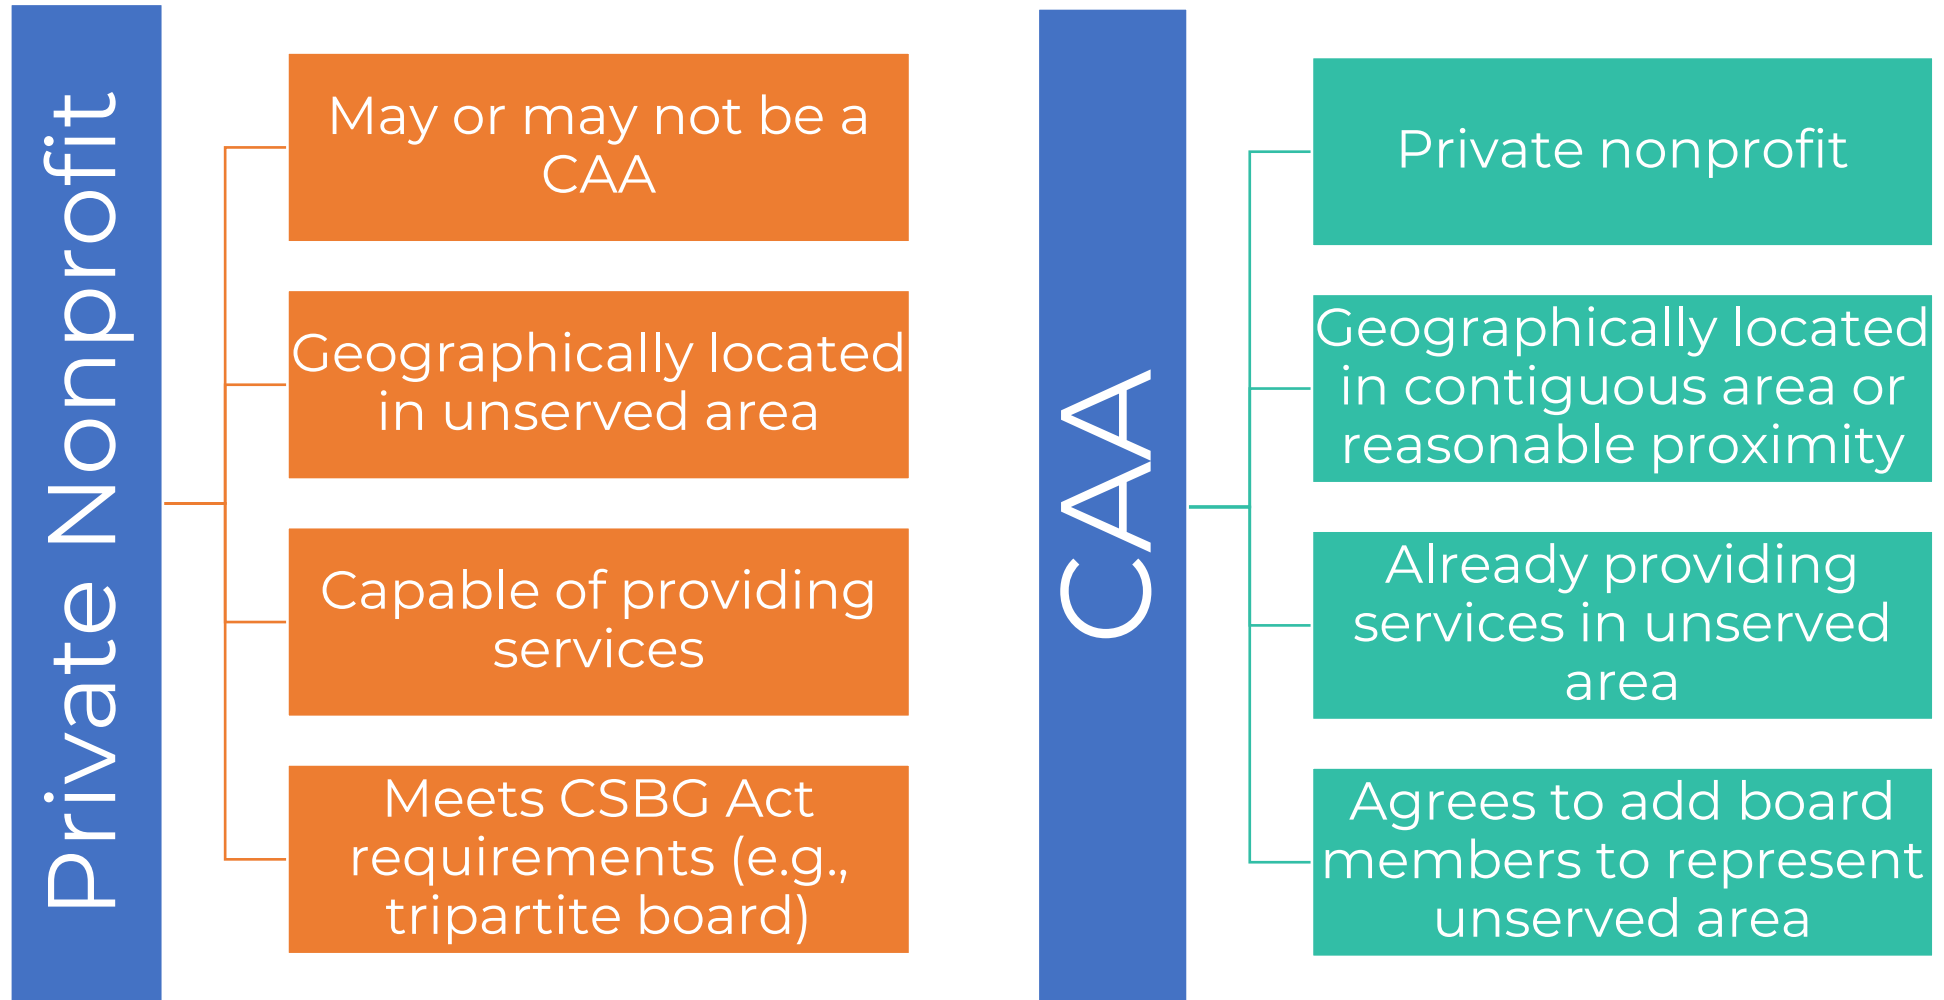 Private Nonprofit
May or may not be a
CAA
Geographically located
in unserved area
Capable of providing
services
Meets CSBG Act
requirements (e.g.,
tripartite board)
CAA
Private nonprofit
Geographically located
in contiguous area or
reasonable proximity
Already providing
services in unserved
area
Agrees to add board
members to represent
unserved area